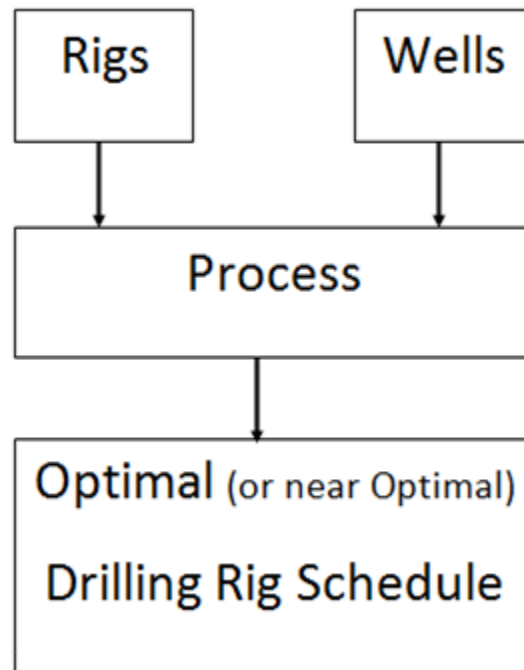 Rigs
Wells
Process
Optimal (or near Optimal)
Drilling Rig Schedule